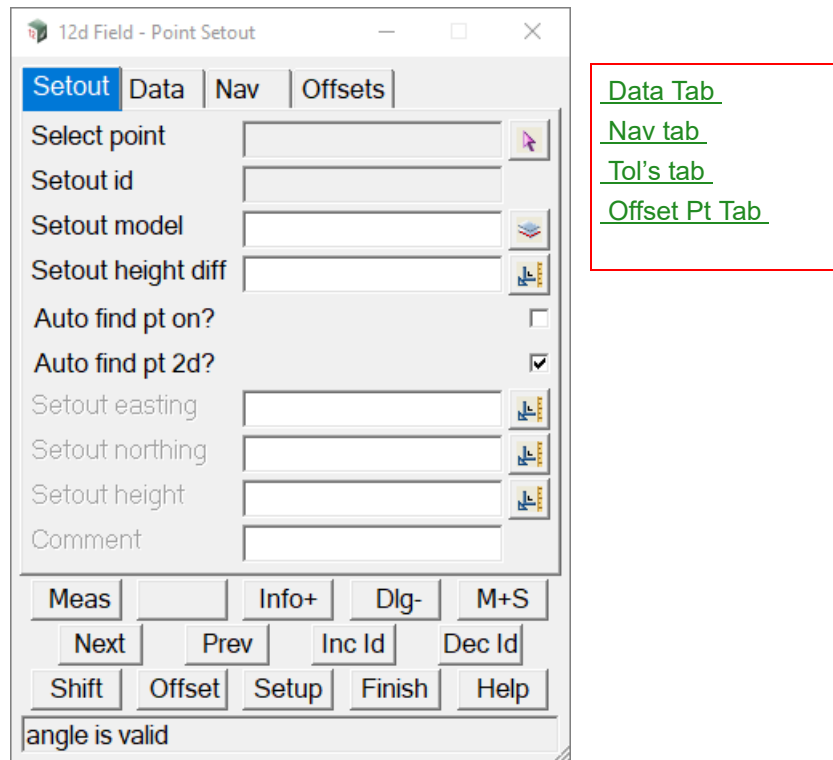 12d Field - Point Setout
Setout Data Nav Offsets
Select point
Setout id
Setout model
Setout height diff
Auto find pt on?
Auto find pt 2d?
Setout easting
Setout northing
Setout height
Comment
Meas Info+ Dlg- M+S
Next Prev Inc Id Dec Id
Shift Offset Setup Finish Help
angle is valid
Data Tab
Nav tab
Tol's tab
Offset Pt Tab